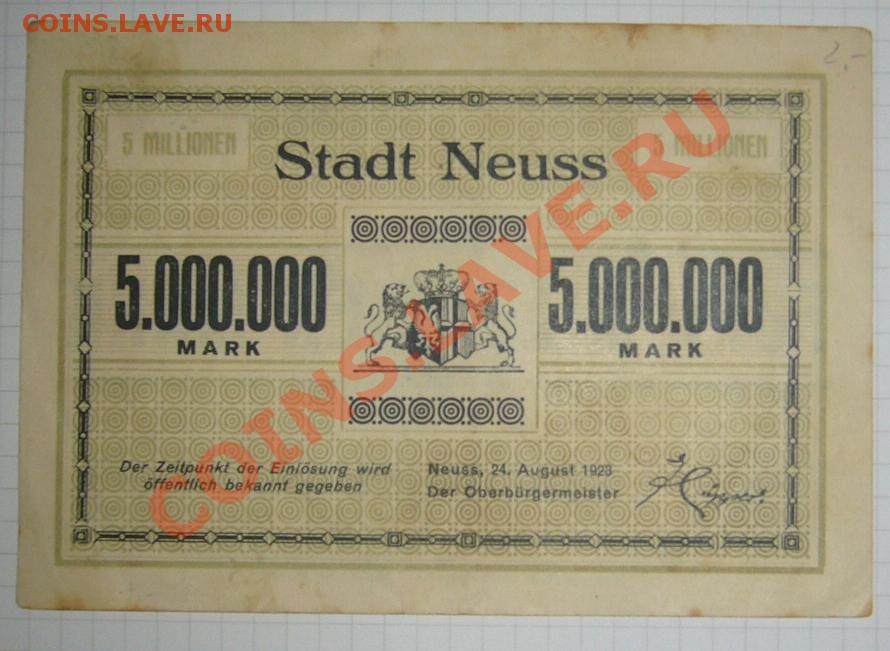 COINS.LAVE.RU
2.-
5 MILLIONEN
5 MILLIONEN
Stadt Neuss
5.000.000
MARK
5.000.000
MARK
COINS.LAVE.RU
Der Zeitpunkt der Einlösung wird
öffentlich bekannt gegeben
Neuss, 24. August 1923
Der Oberbürgermeister